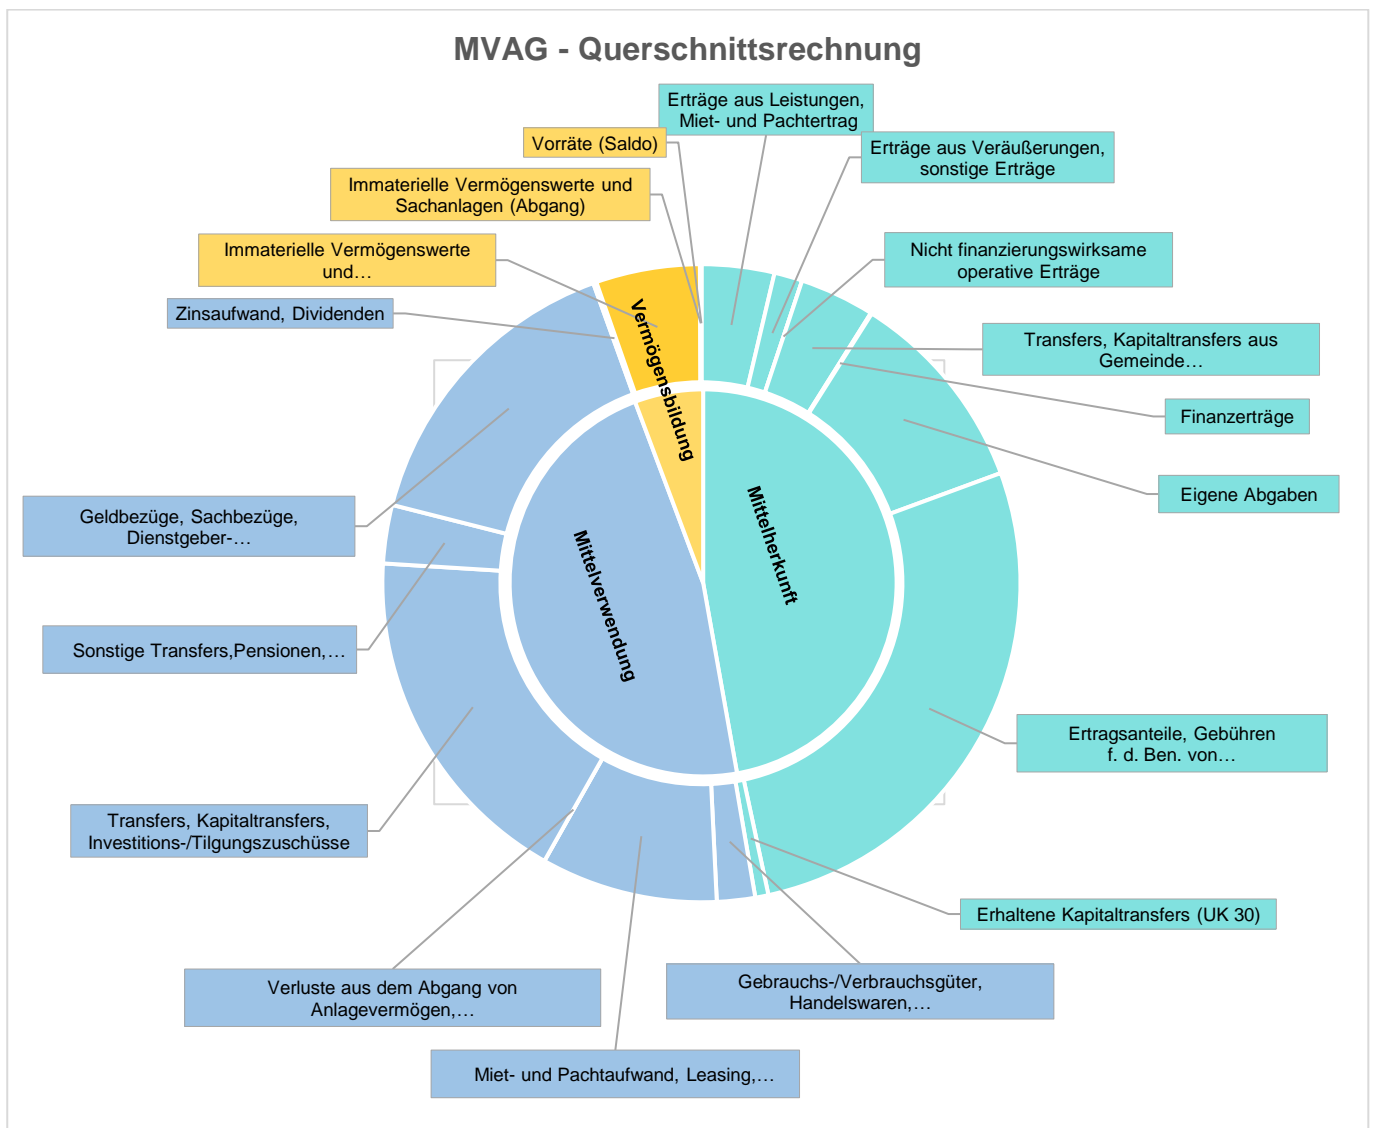 MVAG - Querschnittsrechnung
Erträge aus Leistungen,
Miet- und Pachtertrag
Vorräte (Saldo)
Erträge aus Veräußerungen,
sonstige Erträge
Immaterielle Vermögenswerte und
Sachanlagen (Abgang)
Immaterielle Vermögenswerte
und…
Nicht finanzierungswirksame
operative Erträge
Zinsaufwand, Dividenden
Transfers, Kapitaltransfers aus
Gemeinde…
Finanzerträge
Eigene Abgaben
Vermögensbildung
Mittelherkunft
Mittelverwendung
Geldbezüge, Sachbezüge,
Dienstgeber-…
Sonstige Transfers,Pensionen,…
Ertragsanteile, Gebühren
f. d. Ben. von…
Transfers, Kapitaltransfers,
Investitions-/Tilgungszuschüsse
Erhaltene Kapitaltransfers (UK 30)
Verluste aus dem Abgang von
Anlagevermögen,…
Gebrauchs-/Verbrauchsgüter,
Handelswaren,…
Miet- und Pachtaufwand, Leasing,…